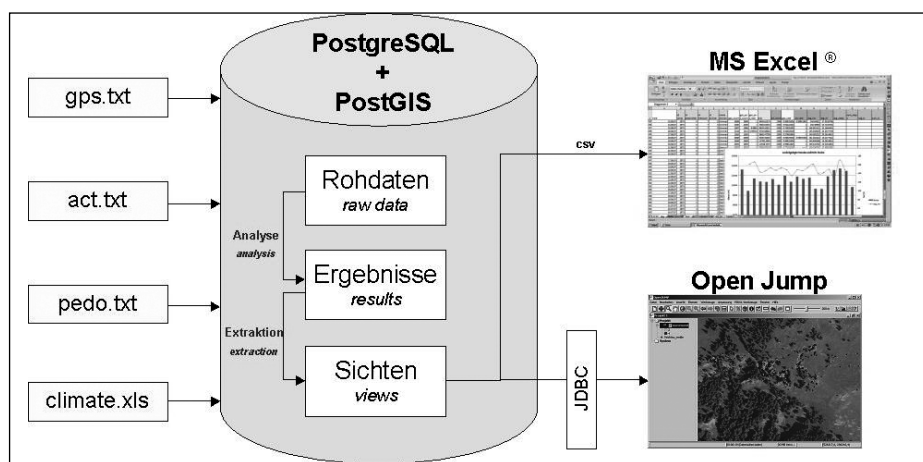 PostgreSQL
+
PostGIS
gps.txt
act.txt
pedo.txt
climate.xls
Rohdaten
raw data
Analyse
analysis
Ergebnisse
results
Extraktion
extraction
Sichten
views
csv
JDBC
MS Excel ®
Open Jump